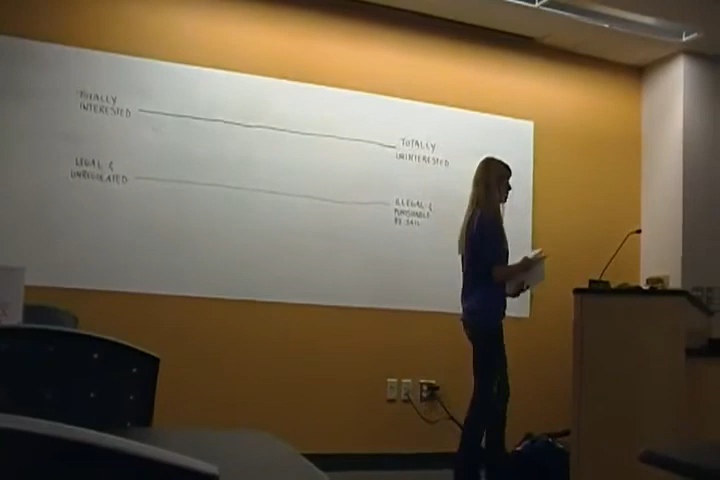 TOTALLY
INTERESTED
TOTALLY
UNINTERESTED
LEGAL &
UNREGULATED
ILLEGAL &
PUNISHABLE
BY JAIL